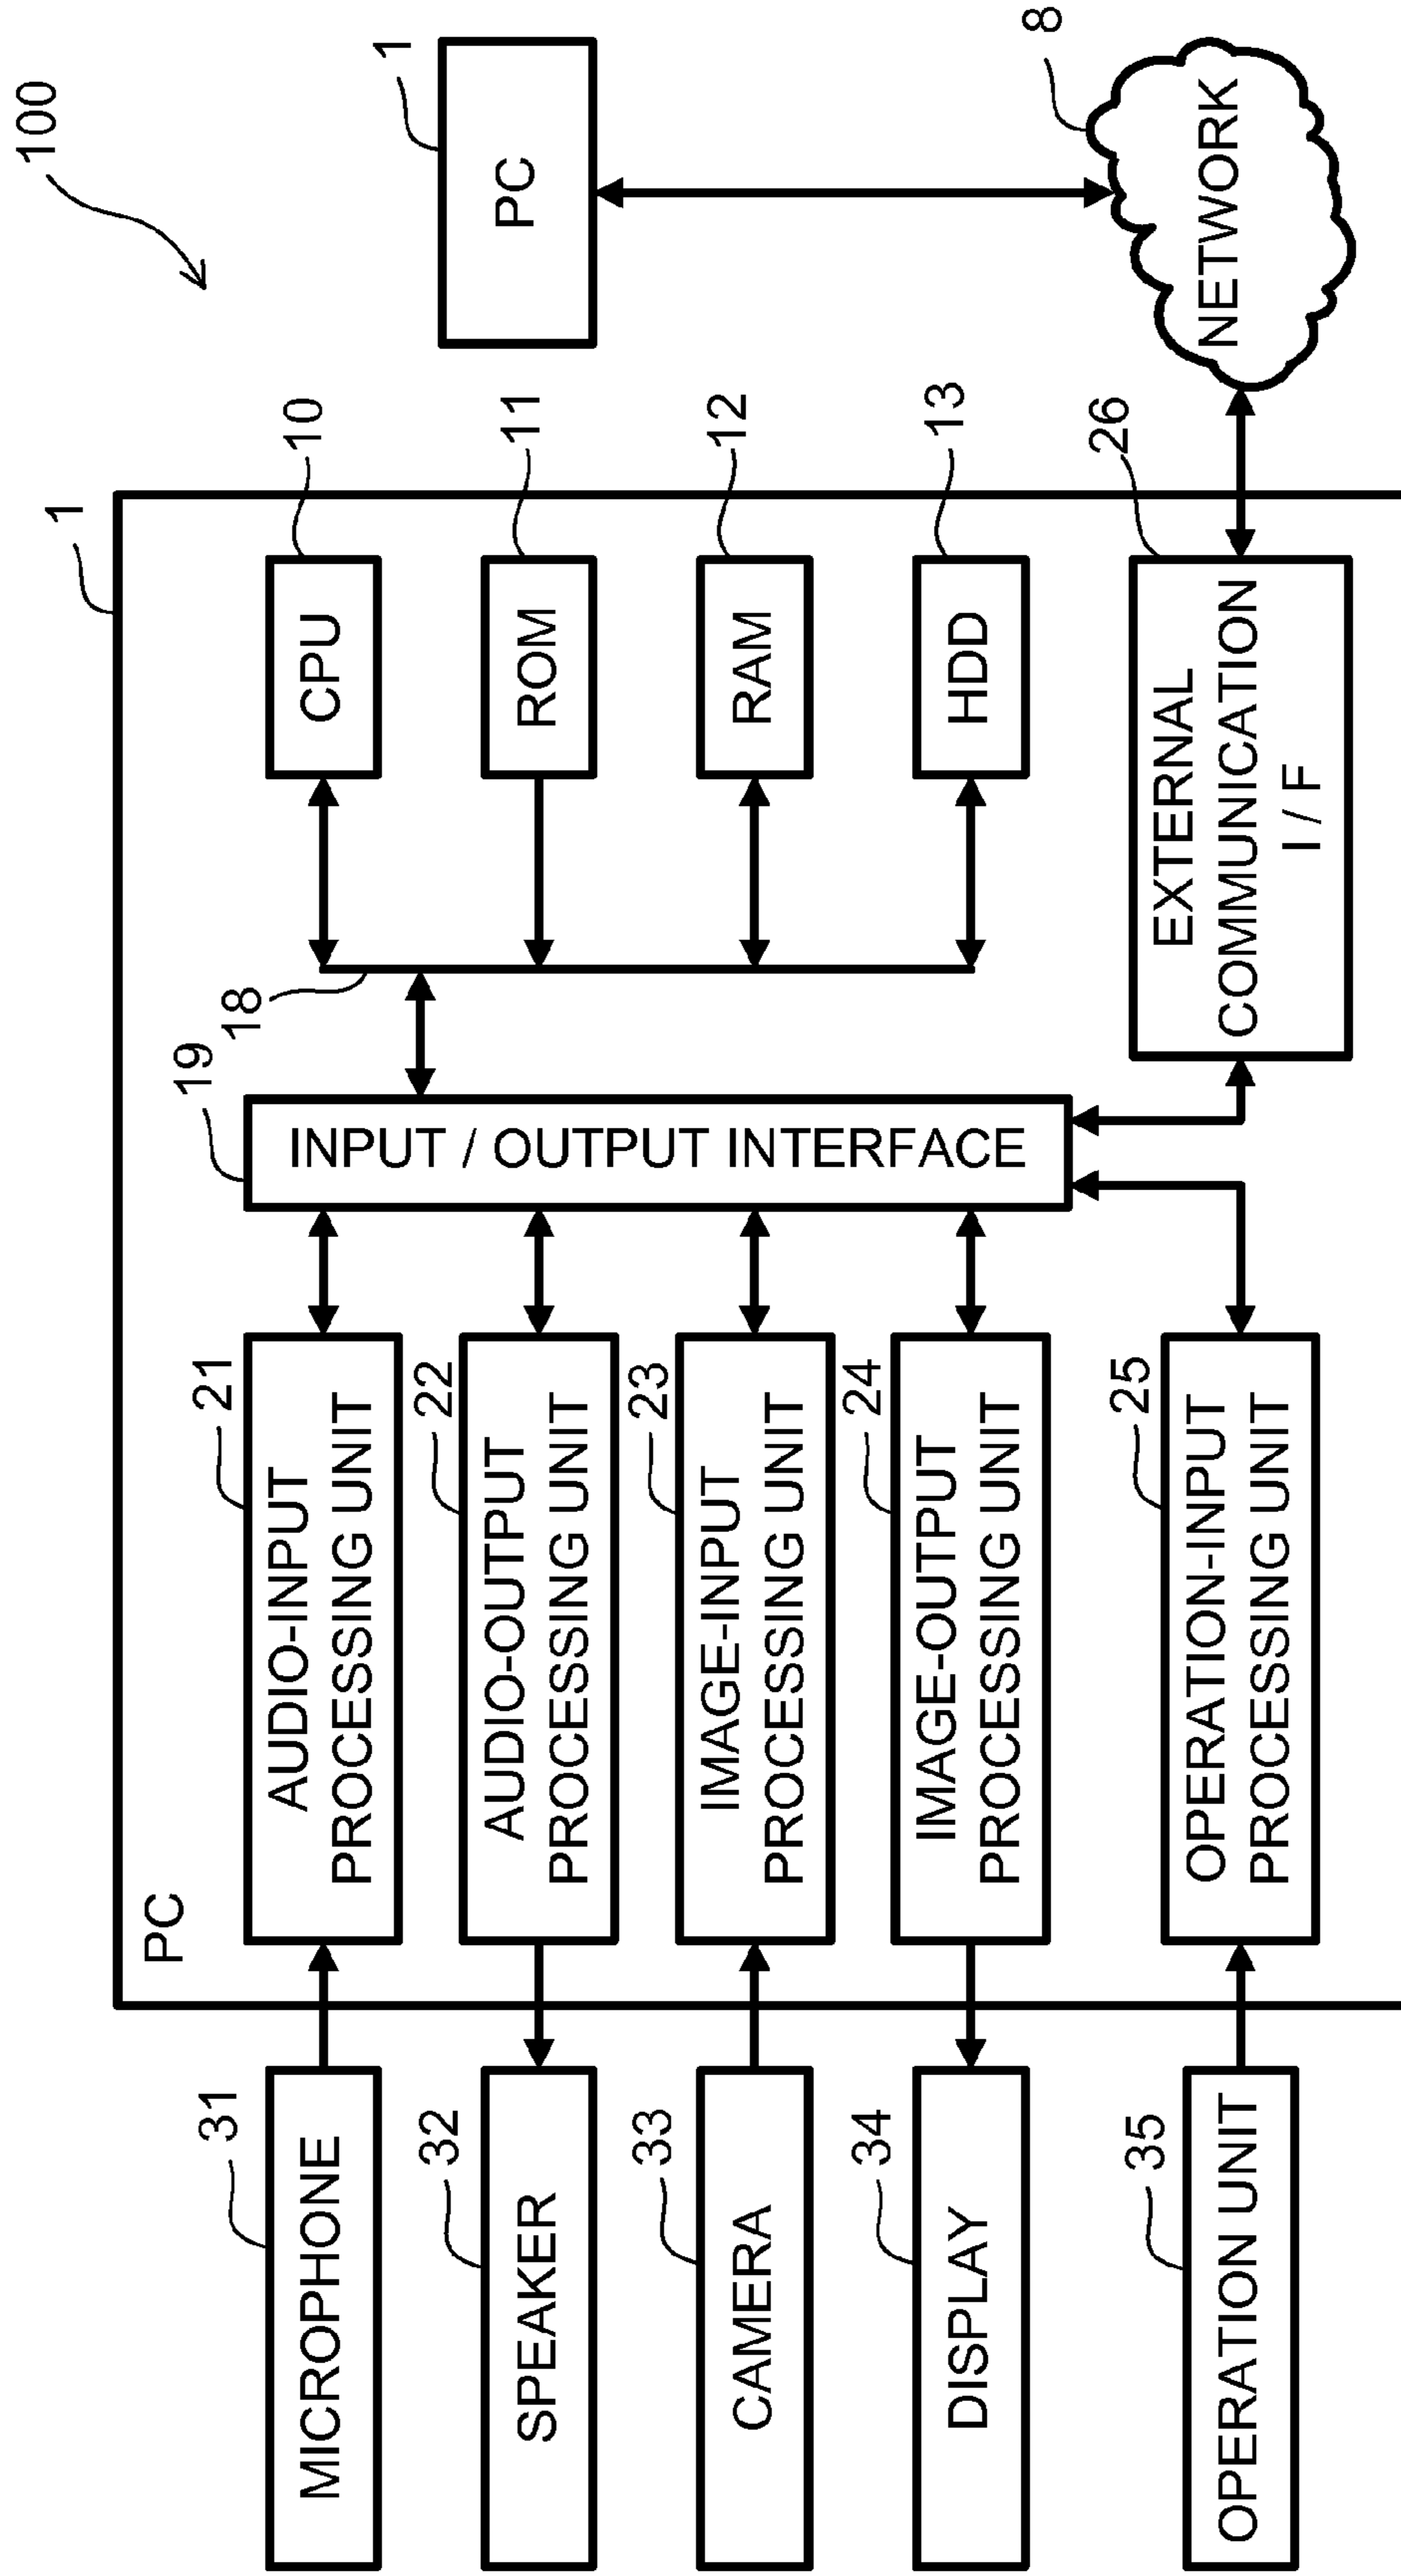 100
1
PC
8
NETWORK
1
PC
10
CPU
11
ROM
12
RAM
13
HDD
26
EXTERNAL
COMMUNICATION
I / F
18
19
INPUT / OUTPUT INTERFACE
21
AUDIO-INPUT
PROCESSING UNIT
22
AUDIO-OUTPUT
PROCESSING UNIT
23
IMAGE-INPUT
PROCESSING UNIT
24
IMAGE-OUTPUT
PROCESSING UNIT
25
OPERATION-INPUT
PROCESSING UNIT
31
MICROPHONE
32
SPEAKER
33
CAMERA
34
DISPLAY
35
OPERATION UNIT